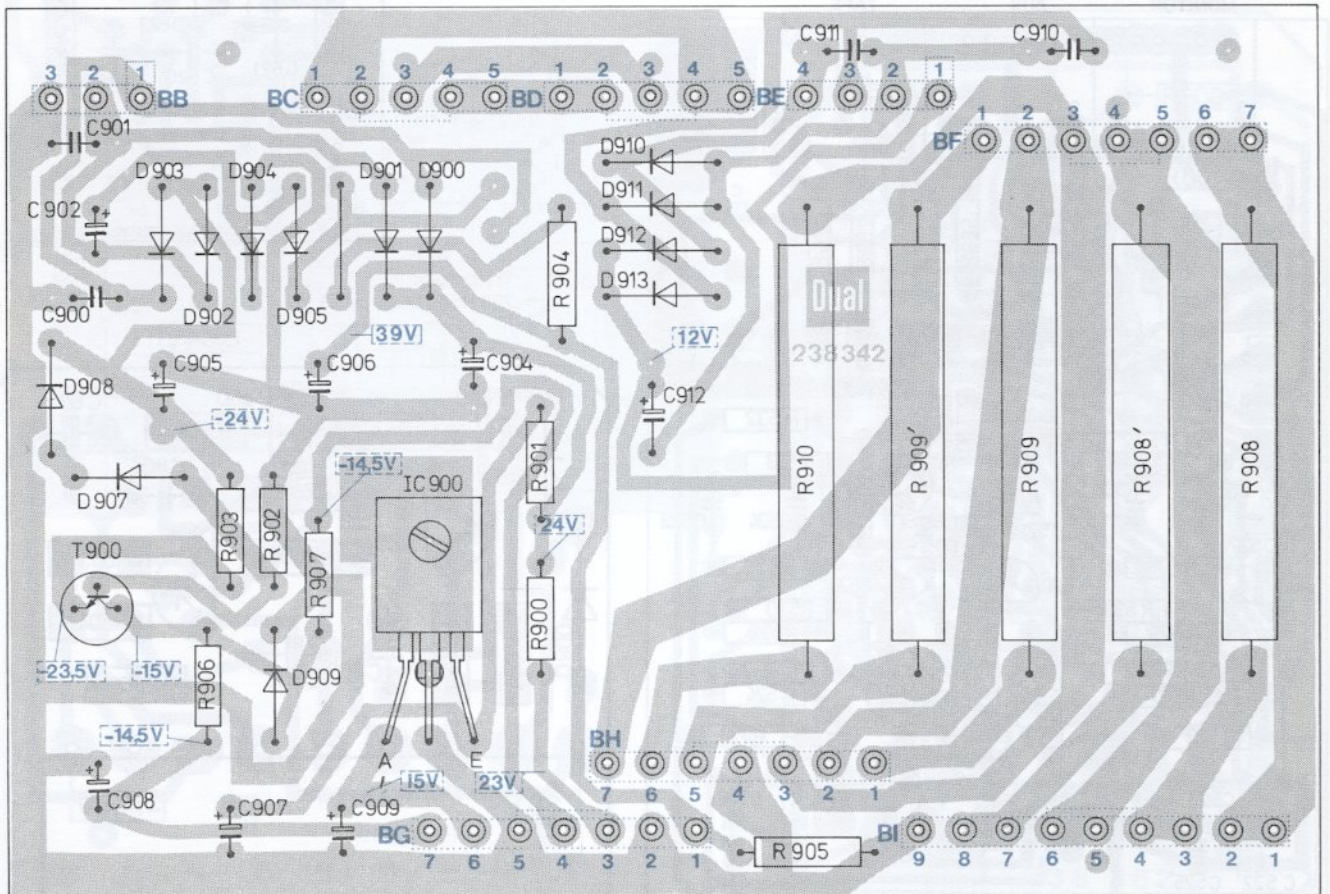 C911 C910
3 2 1 BB
BC 1 2 3 4 5
BD 1 2 3 4 5
BE 4 3 2 1
BF 1 2 3 4 5 6 7
C901
D903 D904 D901 D900
D910
D911
D912
D913
C902
R904
C900
D902 D905
39V
12V
Dual
238342
C905 C906 C904
D908
C912
-24V
R901
R910 R909′ R909 R908′ R908
-14,5V
D907
IC900
R903 R902
24V
T900
R907
R900
-23,5V -15V
R906
D909
-14,5V
A E
BH 7 6 5 4 3 2 1
15V 23V
C908
C907 C909
BG 7 6 5 4 3 2 1
R905
BI 9 8 7 6 5 4 3 2 1